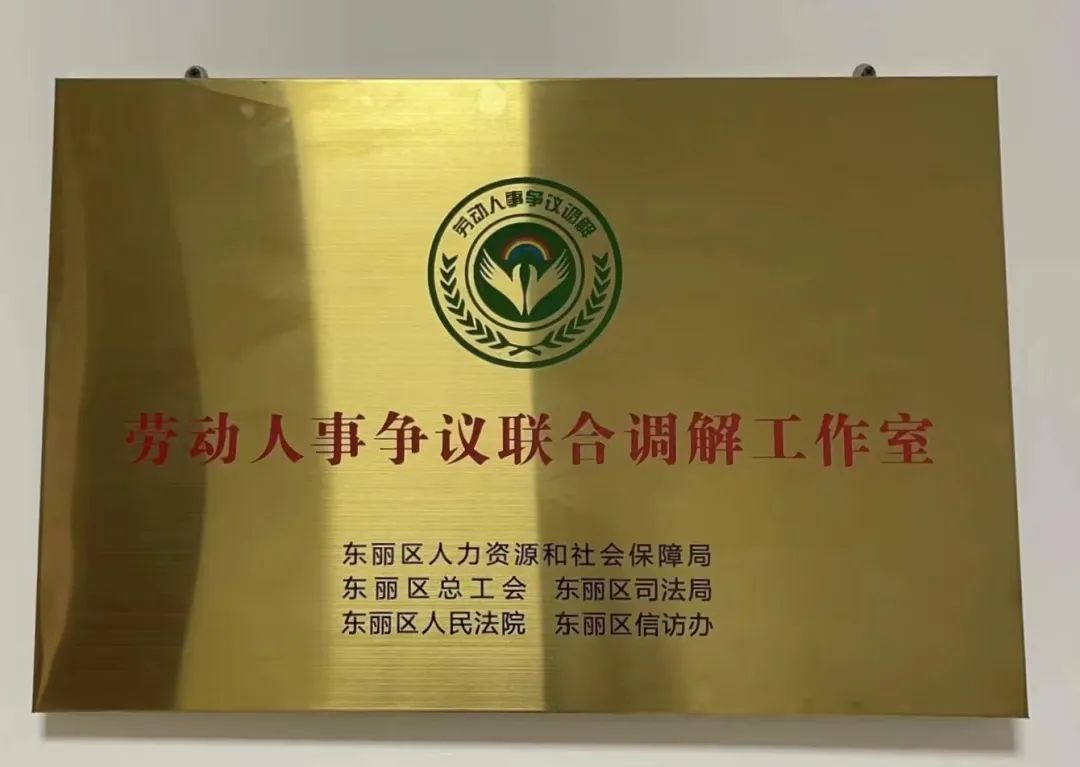 劳动人事争议调解
劳动人事争议联合调解工作室
东丽区人力资源和社会保障局
东丽区总工会 东丽区司法局
东丽区人民法院 东丽区信访办